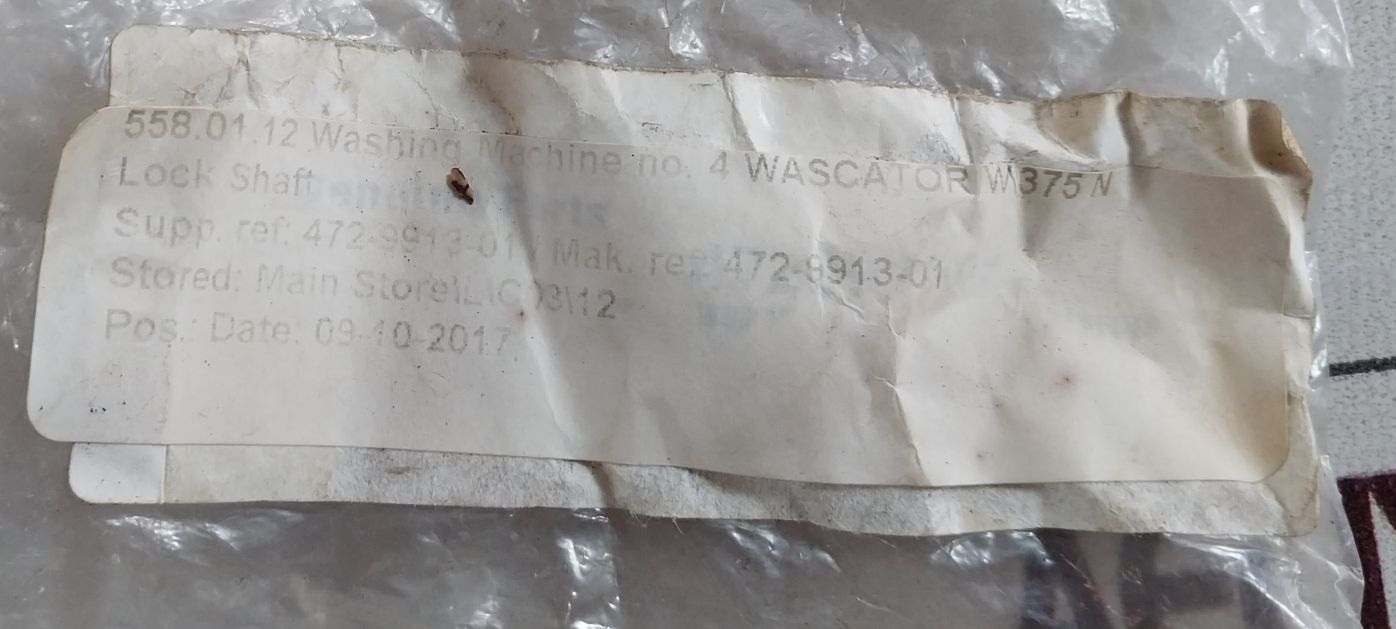 558.01.12 Washing Machine no. 4 WASCATOR W\375 N
Lock Shaft
Supp. ref: 472-9913-01 / Mak. ref: 472-9913-01
Stored: Main Store\L\C03\12
Pos.: Date: 09-10-2017